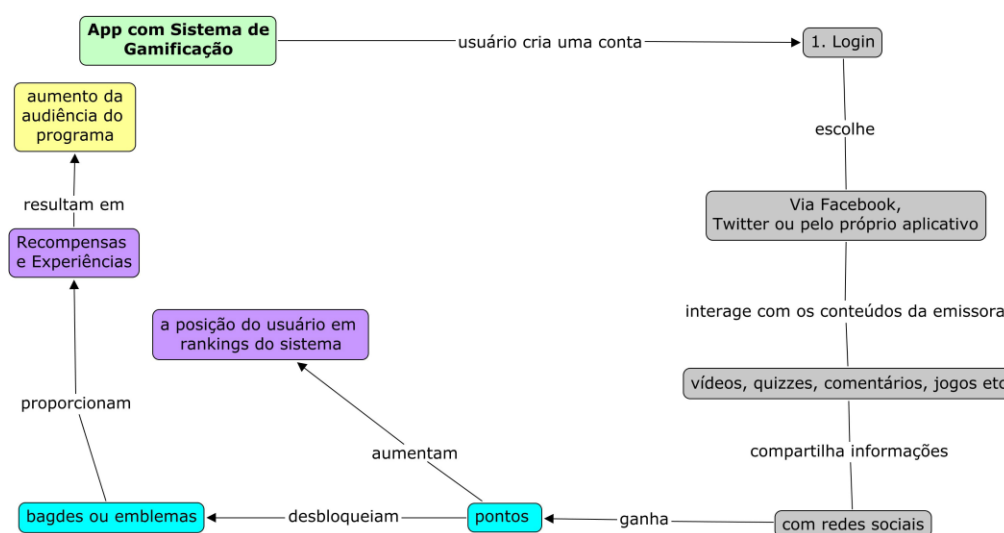 App com Sistema de
Gamificação
usuário cria uma conta
1. Login
escolhe
Via Facebook,
Twitter ou pelo próprio aplicativo
interage com os conteúdos da emissora
vídeos, quizzes, comentários, jogos etc
compartilha informações
com redes sociais
ganha
pontos
aumentam
a posição do usuário em
rankings do sistema
desbloqueiam
bagdes ou emblemas
proporcionam
Recompensas
e Experiências
resultam em
aumento da
audiência do
programa